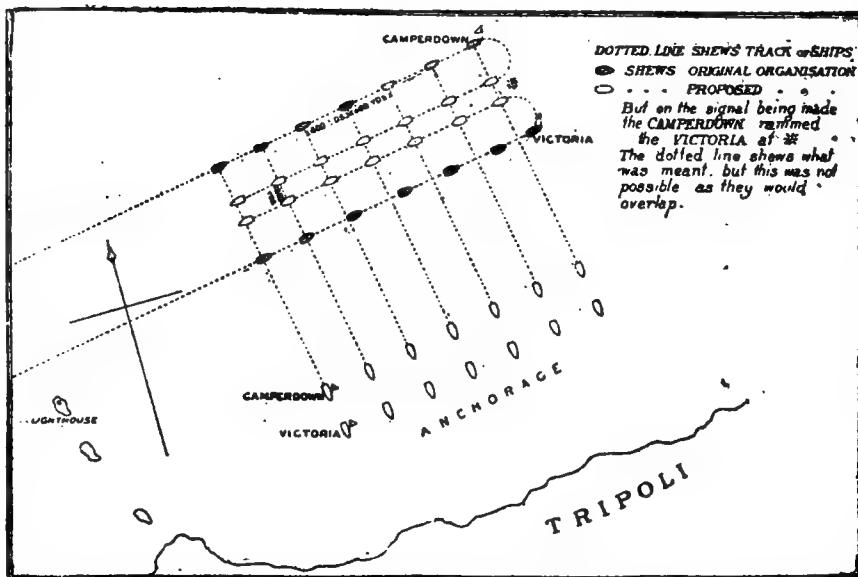 CAMPERDOWN
DOTTED LINE SHEWS TRACK OF SHIPS
SHEWS ORIGINAL ORGANISATION
" " " PROPOSED " "
But on the signal being made
the CAMPERDOWN rammed
the VICTORIA at ※
The dotted line shews what
was meant. but this was not
possible as they would
overlap.
VICTORIA
CAMPERDOWN
VICTORIA
ANCHORAGE
LIGHTHOUSE
TRIPOLI